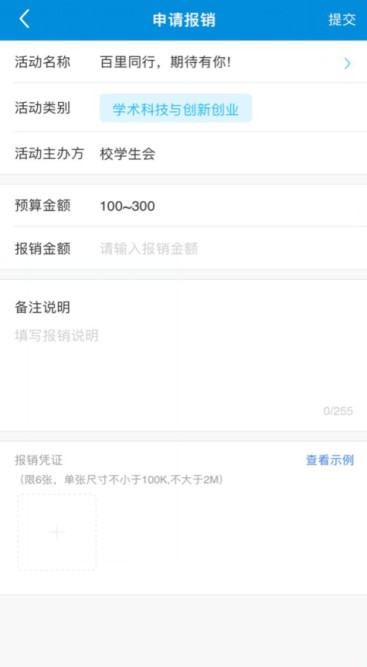 申请报销
提交
活动名称 百里同行，期待有你！
活动类别 学术科技与创新创业
活动主办方 校学生会
预算金额 100~300
报销金额 请输入报销金额
备注说明
填写报销说明
0/255
报销凭证 查看示例
（限6张，单张尺寸不小于100K,不大于2M）